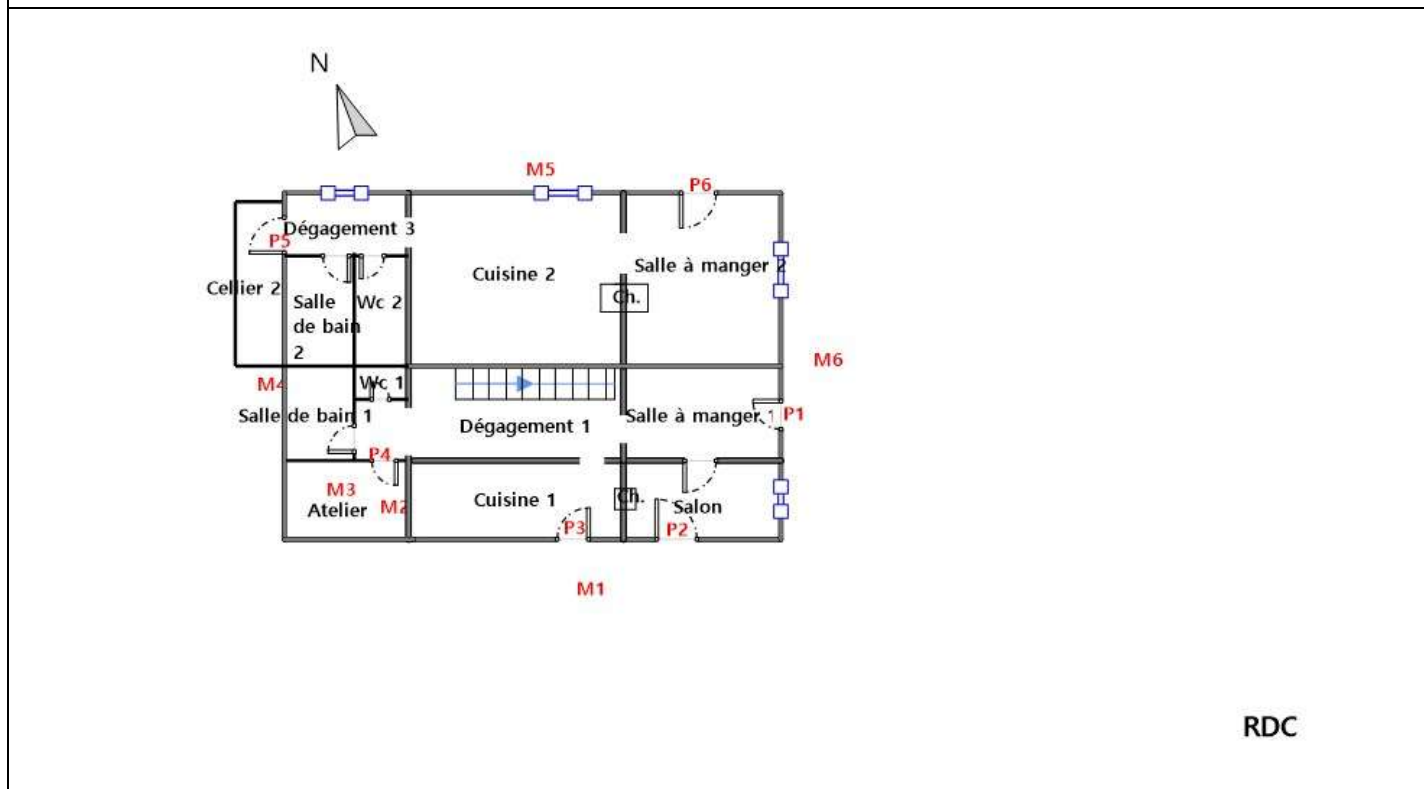 N
M5
P6
Dégagement 3
P5
Salle à manger 2
Cuisine 2
Cellier 2
Salle
de bain
2
Wc 2
Ch.
M6
M4
Wc 1
Salle de bain 1
Dégagement 1
Salle à manger 1
P1
P4
M3
Atelier
M2
Cuisine 1
Ch.
Salon
P3
P2
M1
RDC